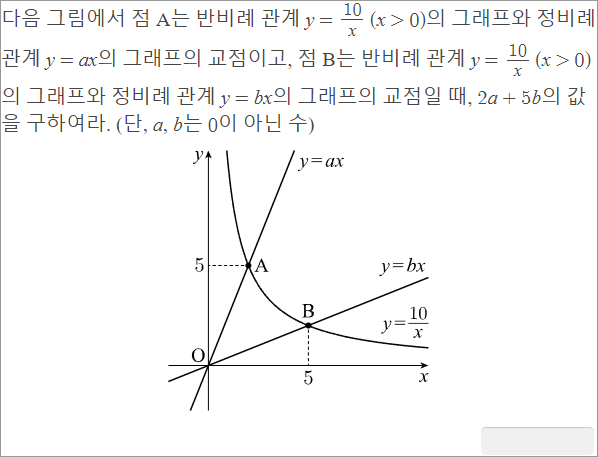 다음 그림에서 점 A는 반비례 관계 y = 10/x (x > 0)의 그래프와 정비례
관계 y = ax의 그래프의 교점이고, 점 B는 반비례 관계 y = 10/x (x > 0)
의 그래프와 정비례 관계 y = bx의 그래프의 교점일 때, 2a + 5b의 값
을 구하여라. (단, a, b는 0이 아닌 수)
y
y=ax
5
A
y=bx
B
y=10/x
O
5
x